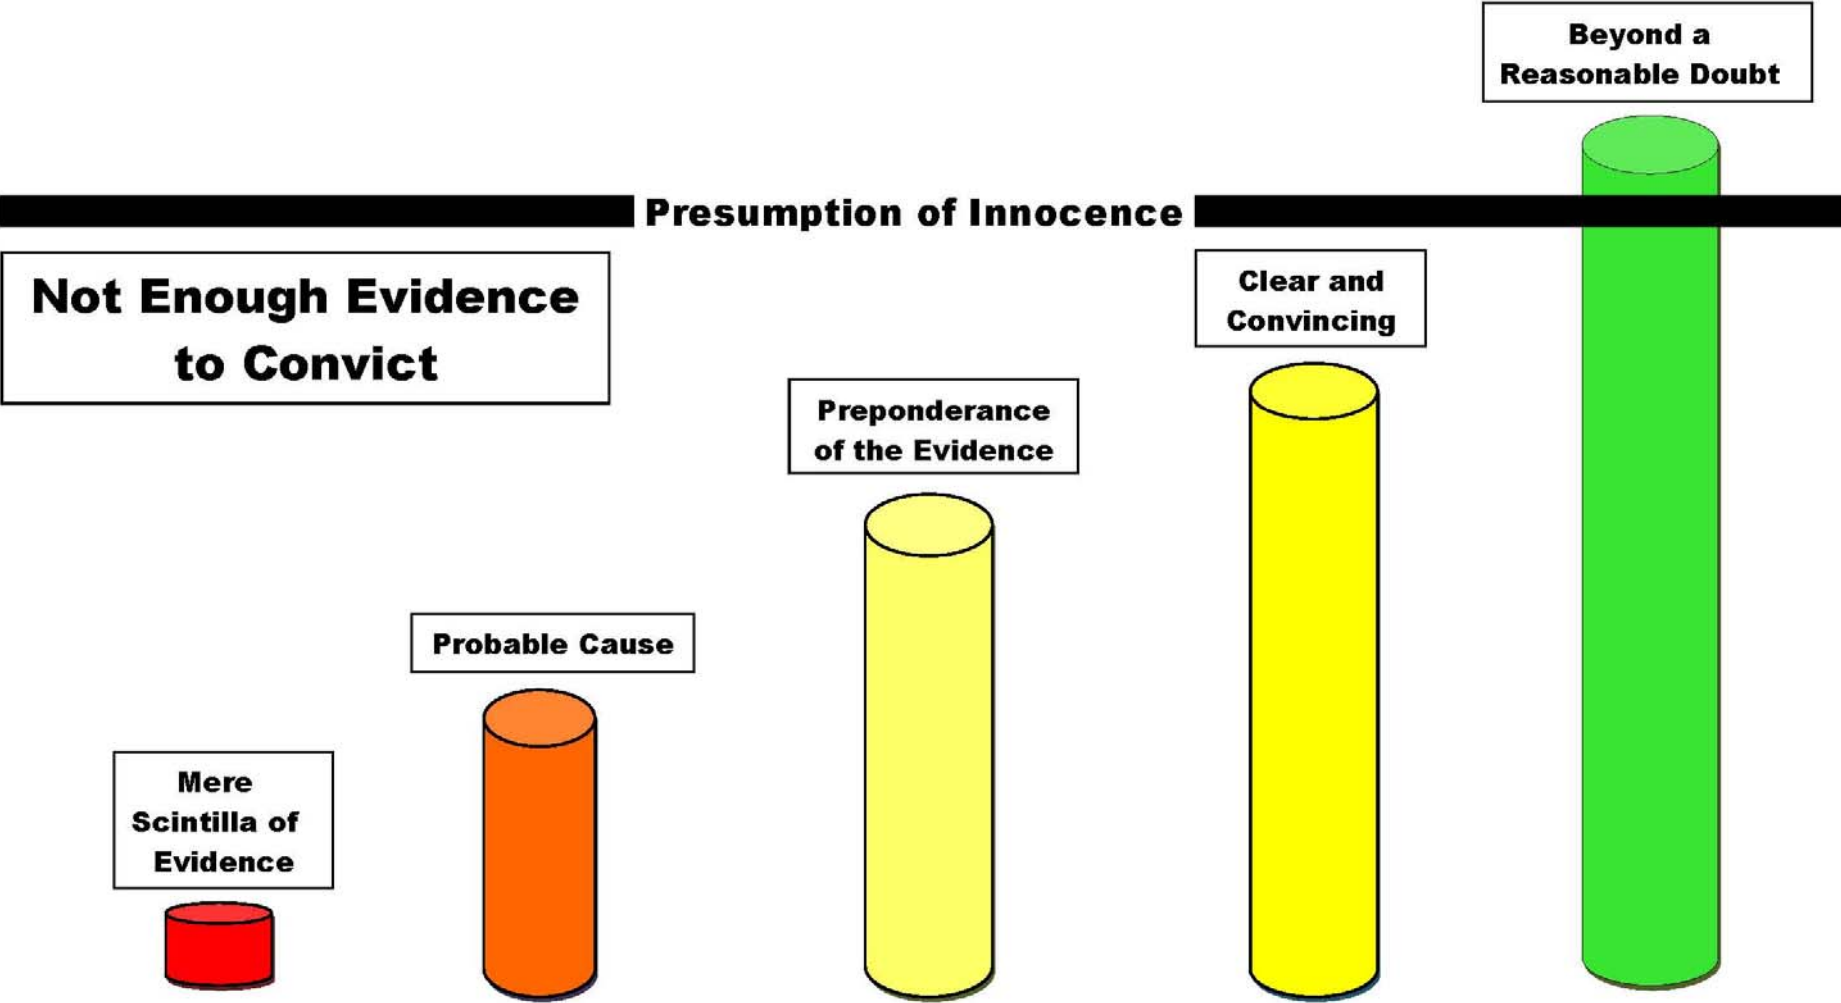 Beyond a
Reasonable Doubt
Presumption of Innocence
Not Enough Evidence
to Convict
Clear and
Convincing
Preponderance
of the Evidence
Probable Cause
Mere
Scintilla of
Evidence